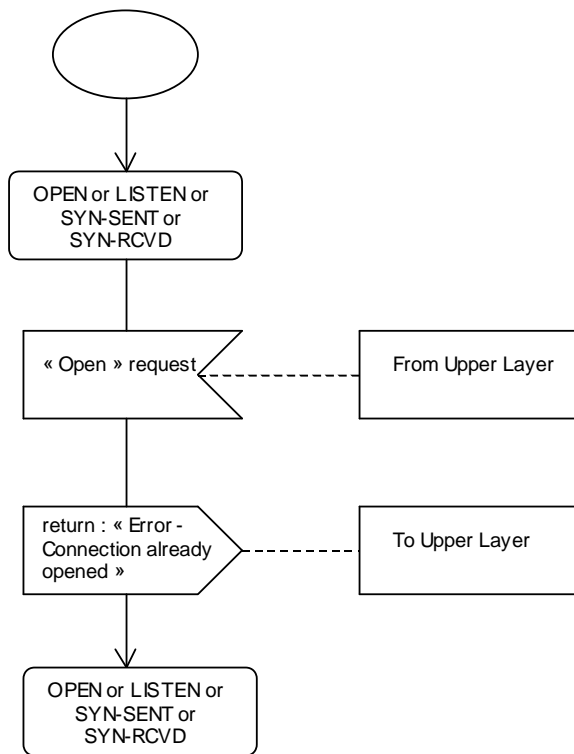 OPEN or LISTEN or
SYN-SENT or
SYN-RCVD
« Open » request
From Upper Layer
return : « Error -
Connection already
opened »
To Upper Layer
OPEN or LISTEN or
SYN-SENT or
SYN-RCVD